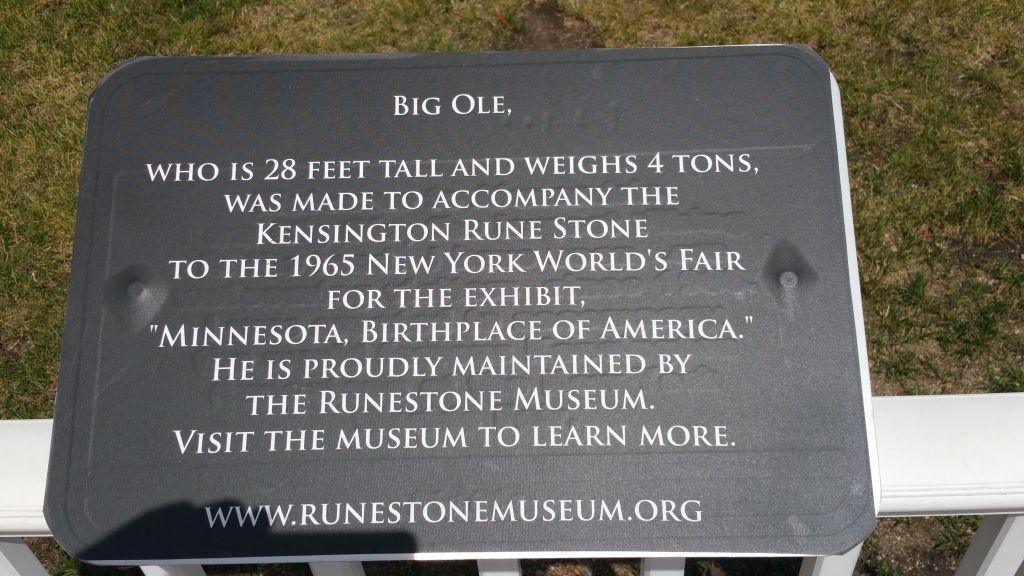 BIG OLE,
WHO IS 28 FEET TALL AND WEIGHS 4 TONS,
WAS MADE TO ACCOMPANY THE
KENSINGTON RUNE STONE
TO THE 1965 NEW YORK WORLD'S FAIR
FOR THE EXHIBIT,
"MINNESOTA, BIRTHPLACE OF AMERICA."
HE IS PROUDLY MAINTAINED BY
THE RUNESTONE MUSEUM.
VISIT THE MUSEUM TO LEARN MORE.
WWW.RUNESTONEMUSEUM.ORG